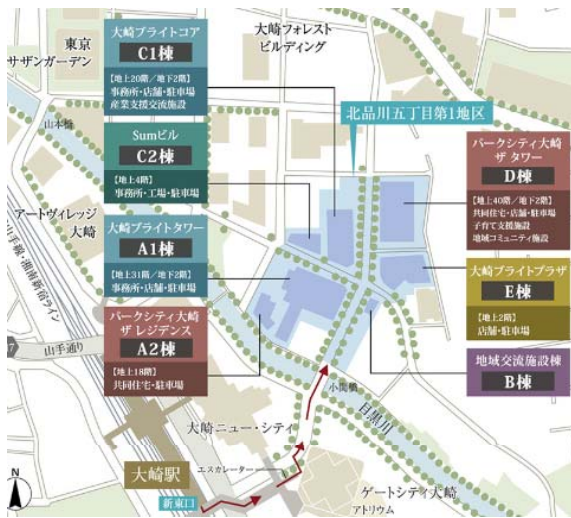 大崎ブライトコア
C1棟
【地上20階/地下2階】
事務所・店舗・駐車場
産業支援交流施設
Sumビル
C2棟
【地上4階】
事務所・工場・駐車場
大崎ブライトタワー
A1棟
【地上31階/地下2階】
事務所・店舗・駐車場
パークシティ大崎
ザ レジデンス
A2棟
【地上18階】
共同住宅・駐車場
東京
サザンガーデン
大崎フォレスト
ビルディング
北品川五丁目第1地区
パークシティ大崎
ザ タワー
D棟
【地上40階/地下2階】
共同住宅・店舗・駐車場
子育て支援施設
地域コミュニティ施設
大崎ブライトプラザ
E棟
【地上2階】
店舗・駐車場
地域交流施設棟
B棟
山本橋
アートヴィレッジ
大崎
山手線・湘南新宿ライン
山手通り
小関橋
目黒川
大崎ニュー・シティ
エスカレーター
大崎駅
新東口
ゲートシティ大崎
アトリウム
N